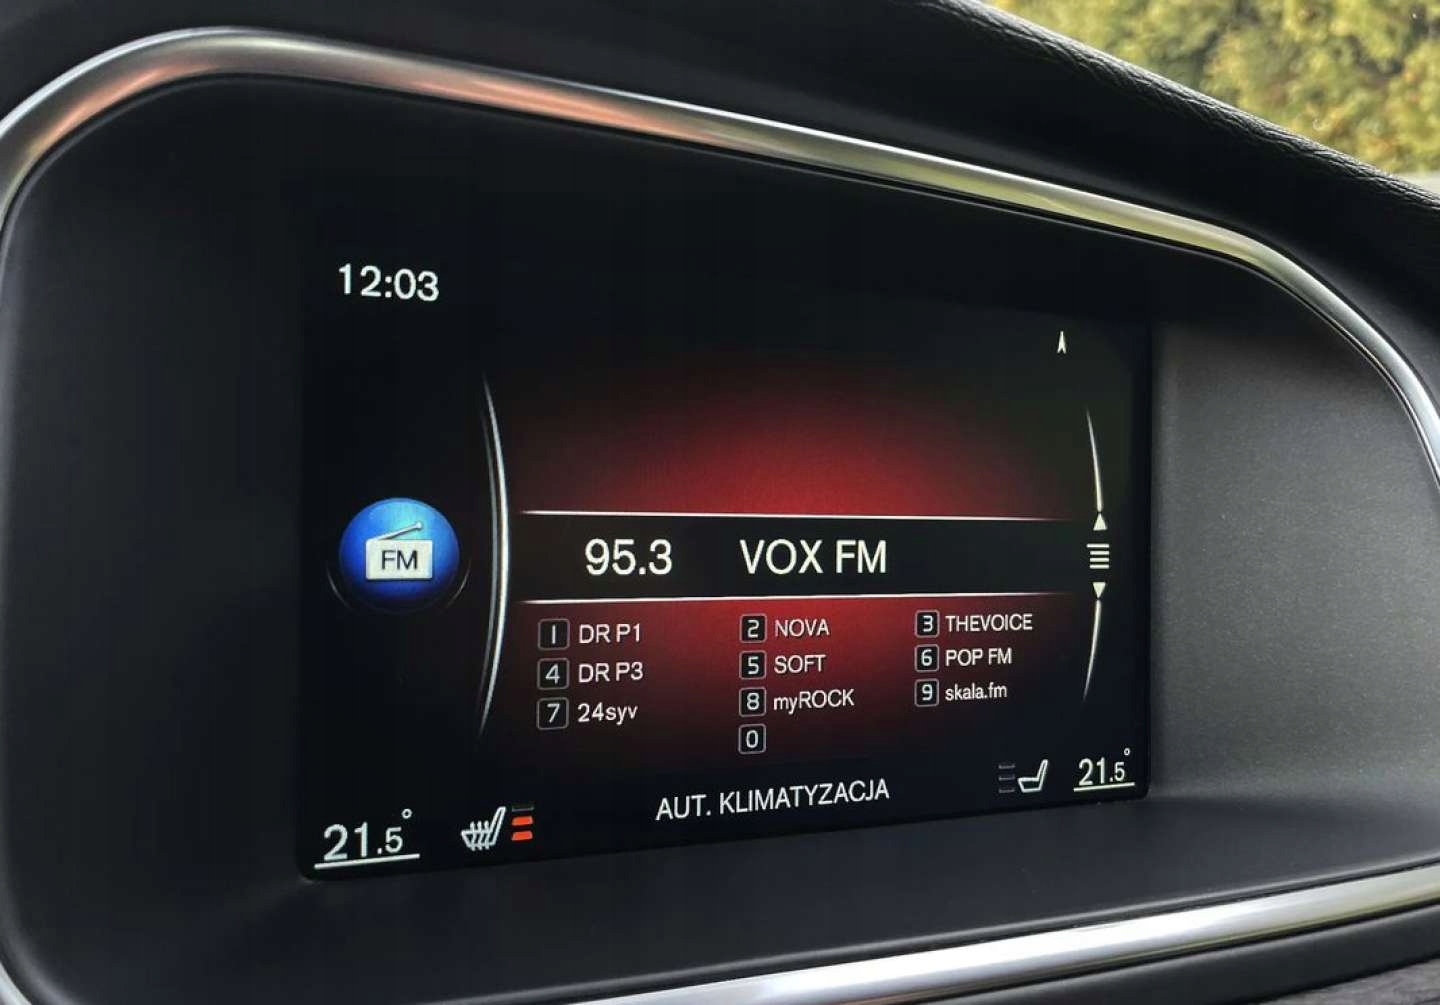 12:03
FM
95.3 VOX FM
1 DR P1 2 NOVA 3 THEVOICE
4 DR P3 5 SOFT 6 POP FM
7 24syv 8 myROCK 9 skala.fm
0
21.5° AUT. KLIMATYZACJA 21.5°